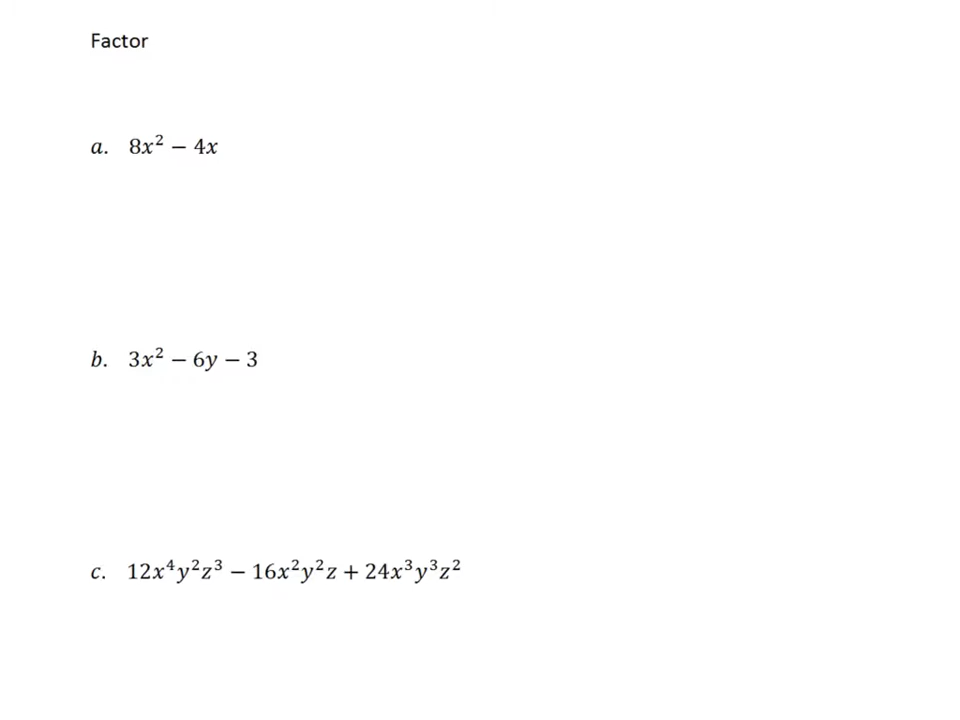 Factor
a. 8x² − 4x
b. 3x² − 6y − 3
c. 12x⁴y²z³ − 16x²y²z + 24x³y³z²